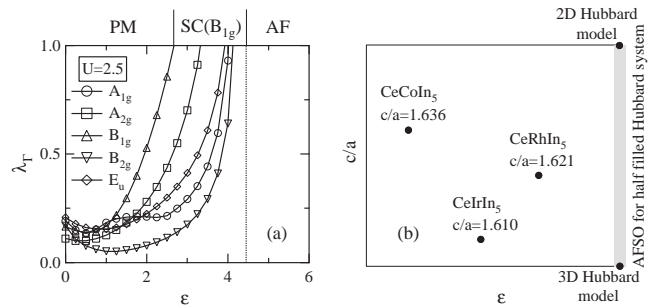 PM
SC(B₁g)
AF
1.0
0.5
0.0
λΓ
U=2.5
A₁g
A₂g
B₁g
B₂g
Eᵤ
(a)
0
2
4
6
ε
2D Hubbard
model
CeCoIn₅
c/a=1.636
CeRhIn₅
c/a=1.621
CeIrIn₅
c/a=1.610
(b)
c/a
ε
3D Hubbard
model
AFSO for half filled Hubbard system